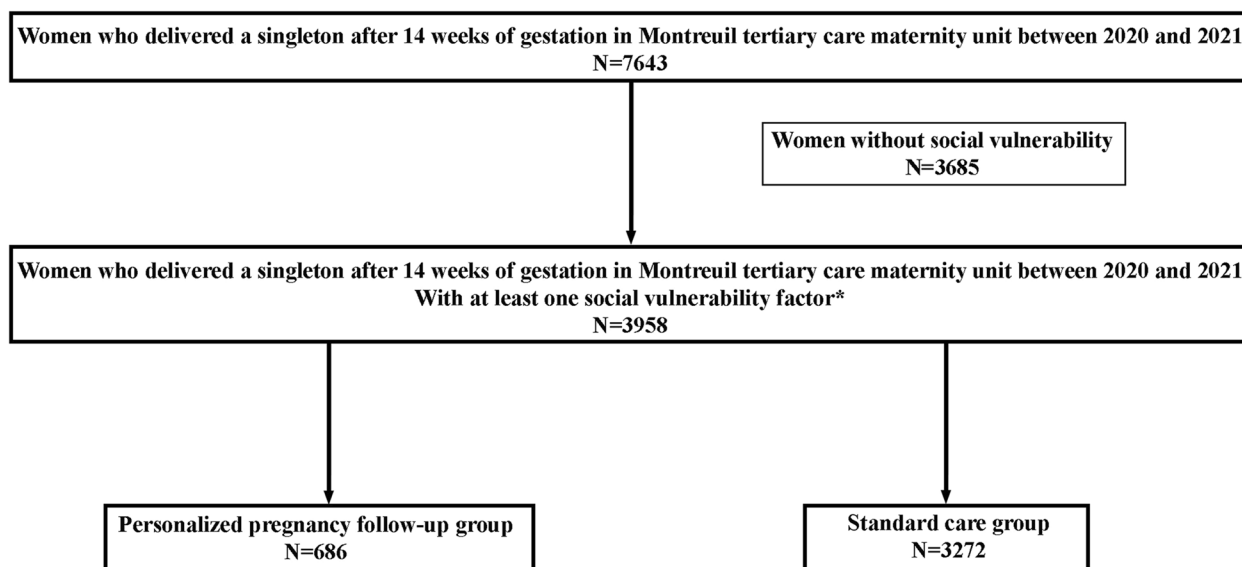 Women who delivered a singleton after 14 weeks of gestation in Montreuil tertiary care maternity unit between 2020 and 2021
N=7643
Women without social vulnerability
N=3685
Women who delivered a singleton after 14 weeks of gestation in Montreuil tertiary care maternity unit between 2020 and 2021
With at least one social vulnerability factor*
N=3958
Personalized pregnancy follow-up group
N=686
Standard care group
N=3272